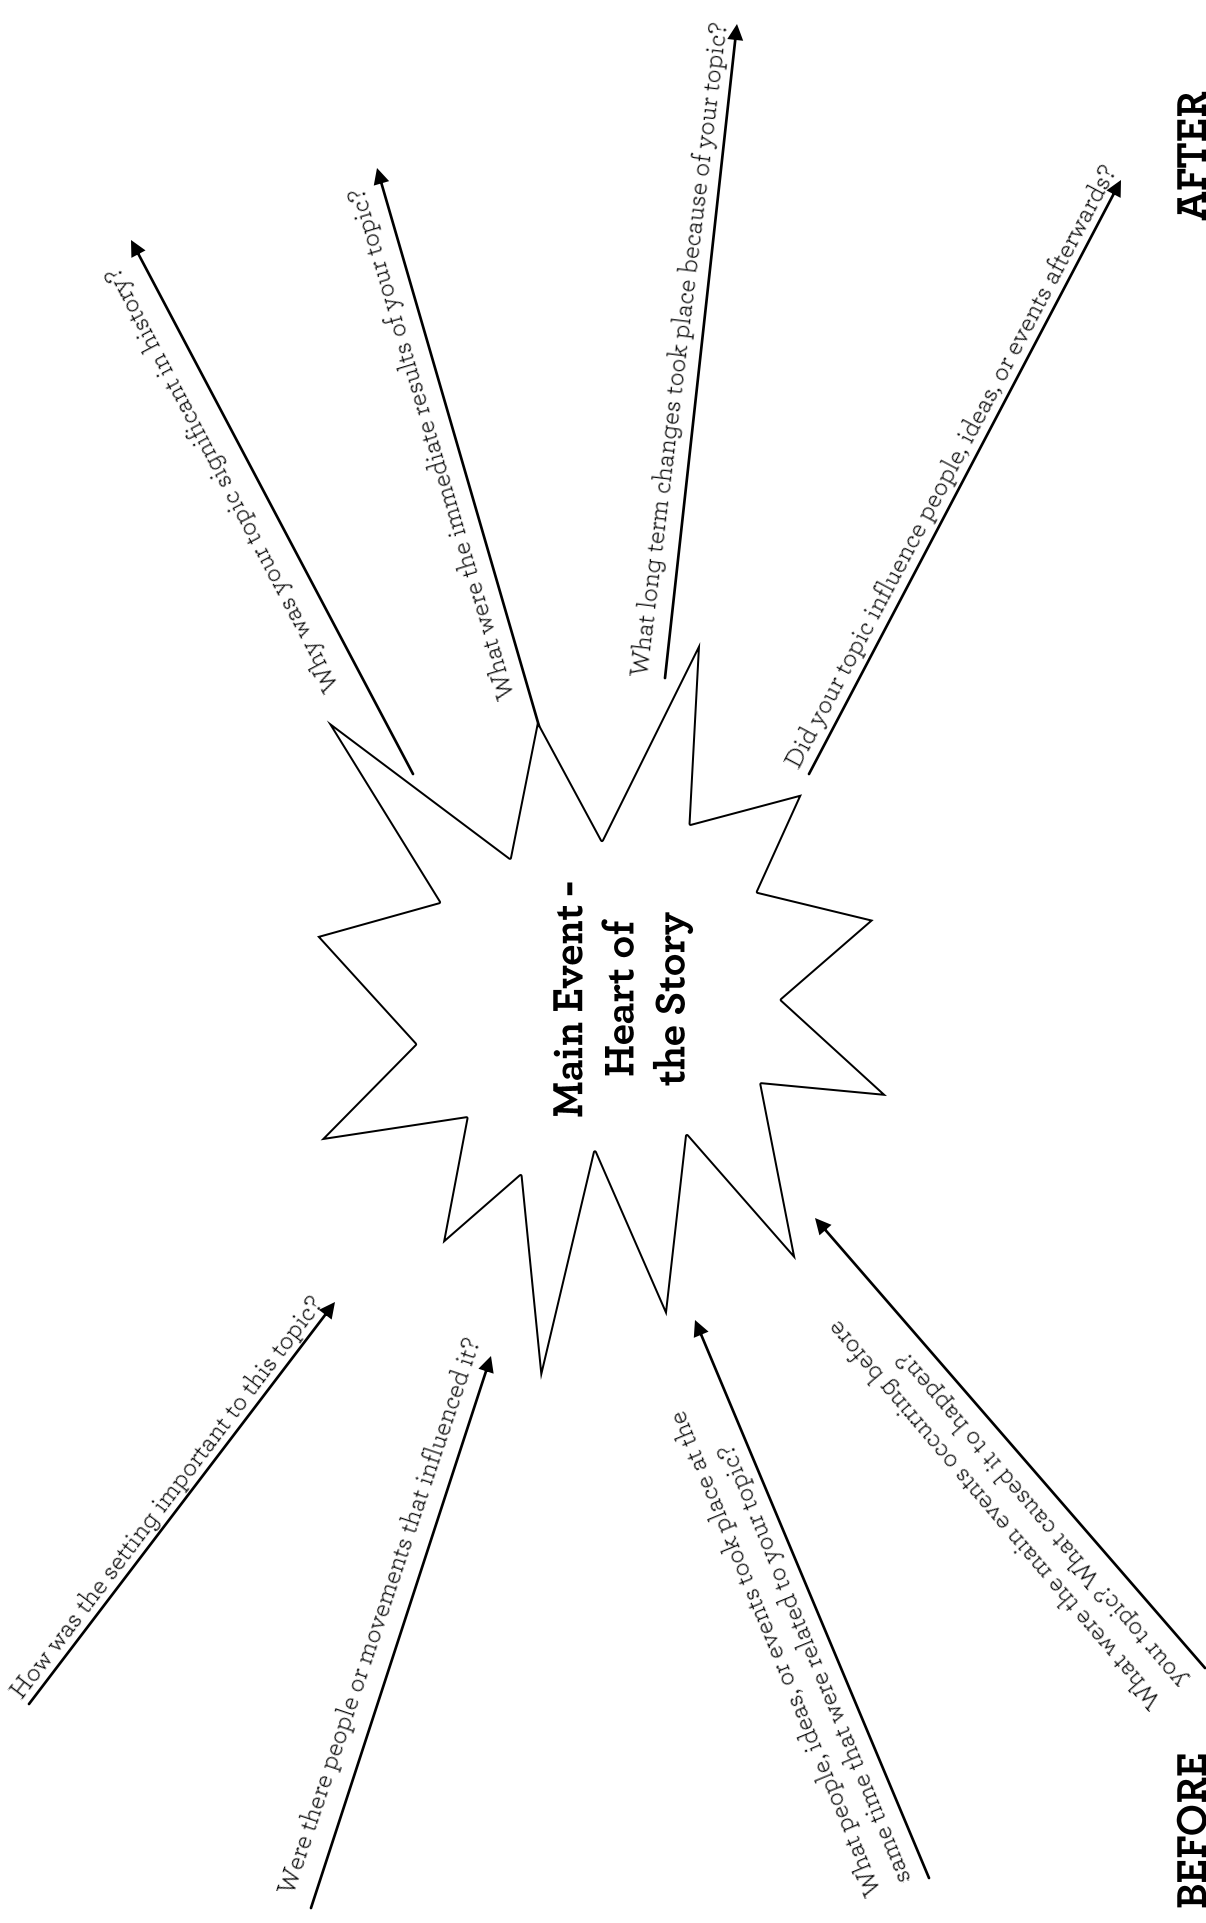 How was the setting important to this topic?
Were there people or movements that influenced it?
What people, ideas, or events took place at the
same time that were related to your topic?
What were the main events occurring before
your topic? What caused it to happen?
BEFORE
Main Event -
Heart of
the Story
Why was your topic significant in history?
What were the immediate results of your topic?
What long term changes took place because of your topic?
Did your topic influence people, ideas, or events afterwards?
AFTER